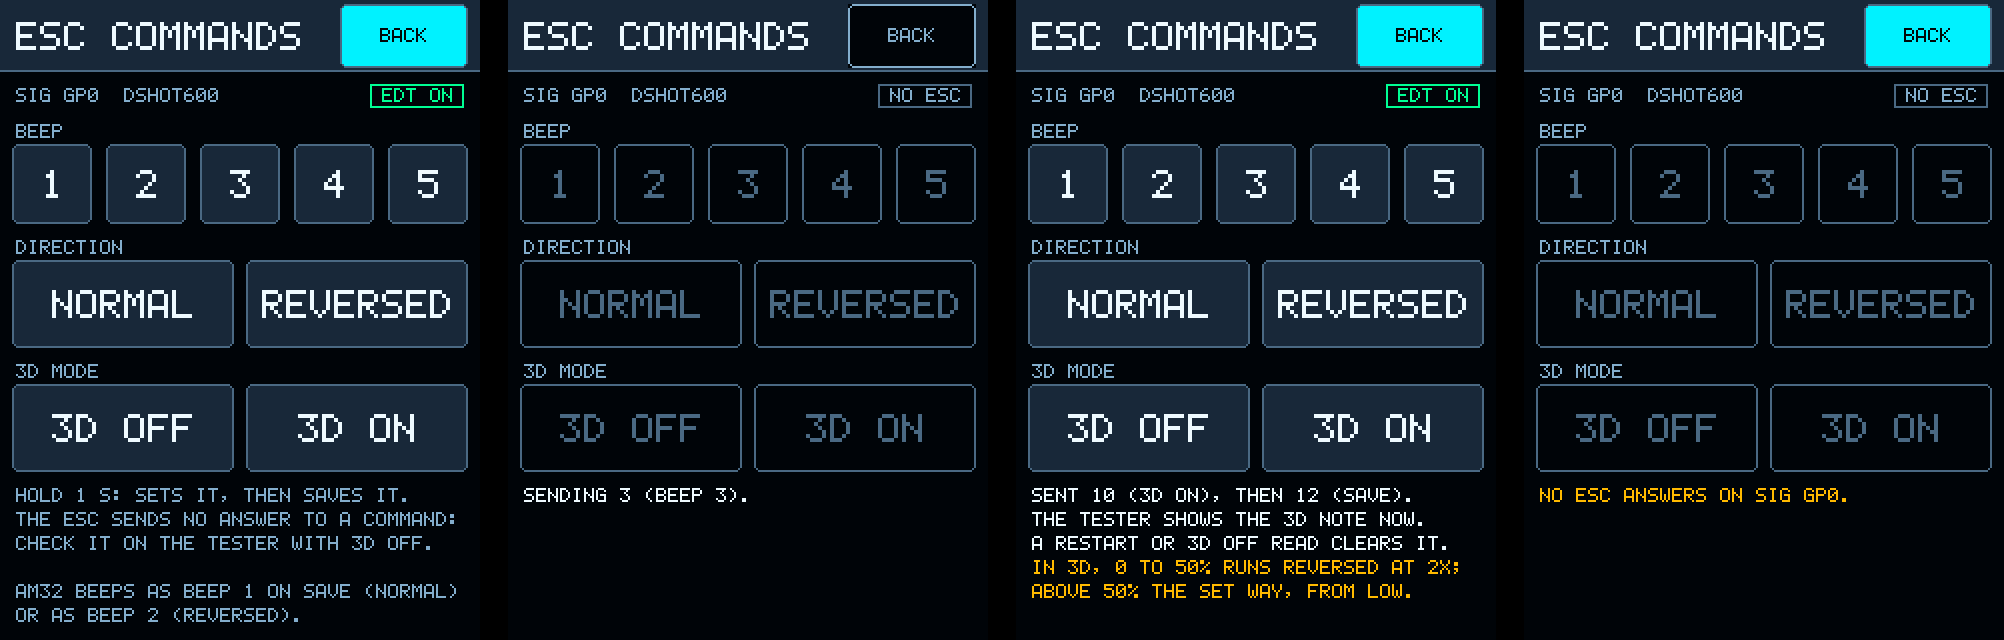 ESC COMMANDS BACK
SIG GP0 DSHOT600 EDT ON
BEEP
1 2 3 4 5
DIRECTION
NORMAL REVERSED
3D MODE
3D OFF 3D ON
HOLD 1 S: SETS IT, THEN SAVES IT.
THE ESC SENDS NO ANSWER TO A COMMAND:
CHECK IT ON THE TESTER WITH 3D OFF.
AM32 BEEPS AS BEEP 1 ON SAVE (NORMAL)
OR AS BEEP 2 (REVERSED).
ESC COMMANDS BACK
SIG GP0 DSHOT600 NO ESC
BEEP
1 2 3 4 5
DIRECTION
NORMAL REVERSED
3D MODE
3D OFF 3D ON
SENDING 3 (BEEP 3).
ESC COMMANDS BACK
SIG GP0 DSHOT600 EDT ON
BEEP
1 2 3 4 5
DIRECTION
NORMAL REVERSED
3D MODE
3D OFF 3D ON
SENT 10 (3D ON), THEN 12 (SAVE).
THE TESTER SHOWS THE 3D NOTE NOW.
A RESTART OR 3D OFF READ CLEARS IT.
IN 3D, 0 TO 50% RUNS REVERSED AT 2X;
ABOVE 50% THE SET WAY, FROM LOW.
ESC COMMANDS BACK
SIG GP0 DSHOT600 NO ESC
BEEP
1 2 3 4 5
DIRECTION
NORMAL REVERSED
3D MODE
3D OFF 3D ON
NO ESC ANSWERS ON SIG GP0.